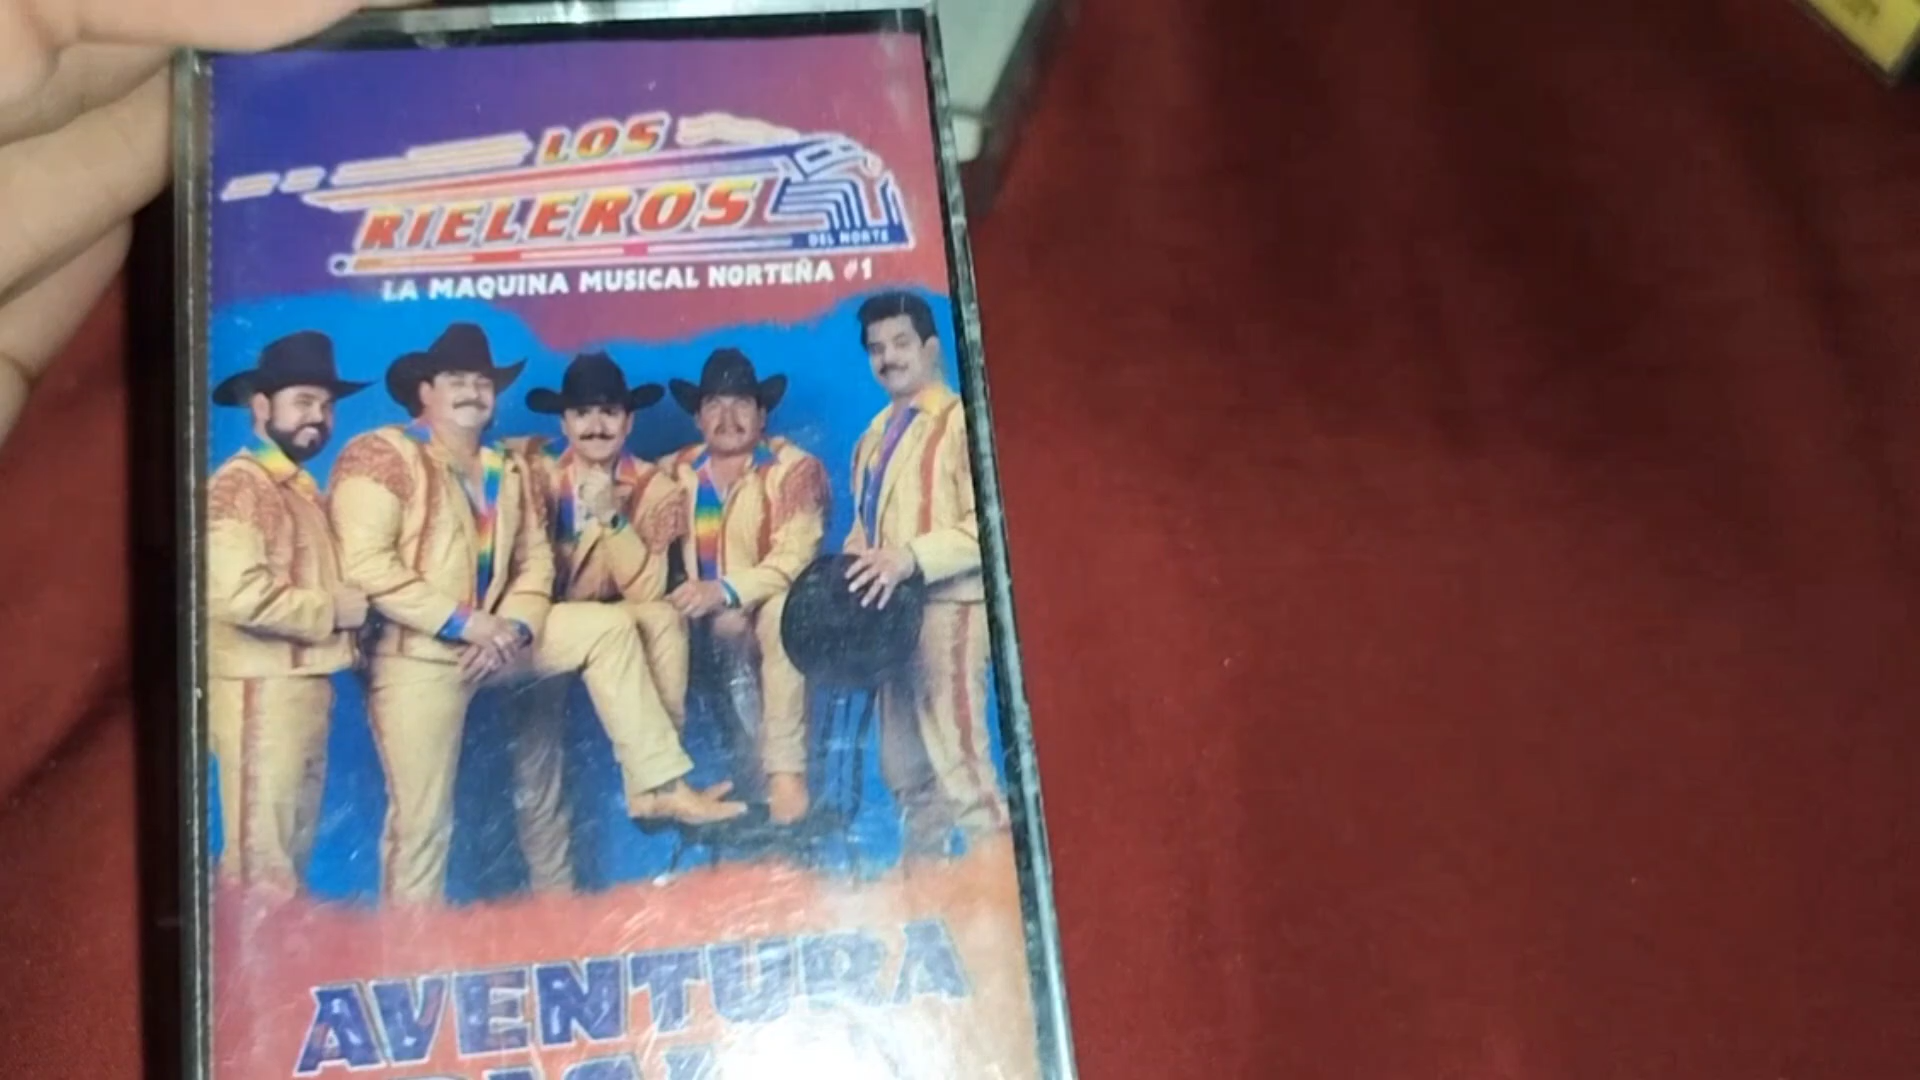 LOS
RIELEROS
DEL NORTE
LA MAQUINA MUSICAL NORTEÑA #1
AVENTURA